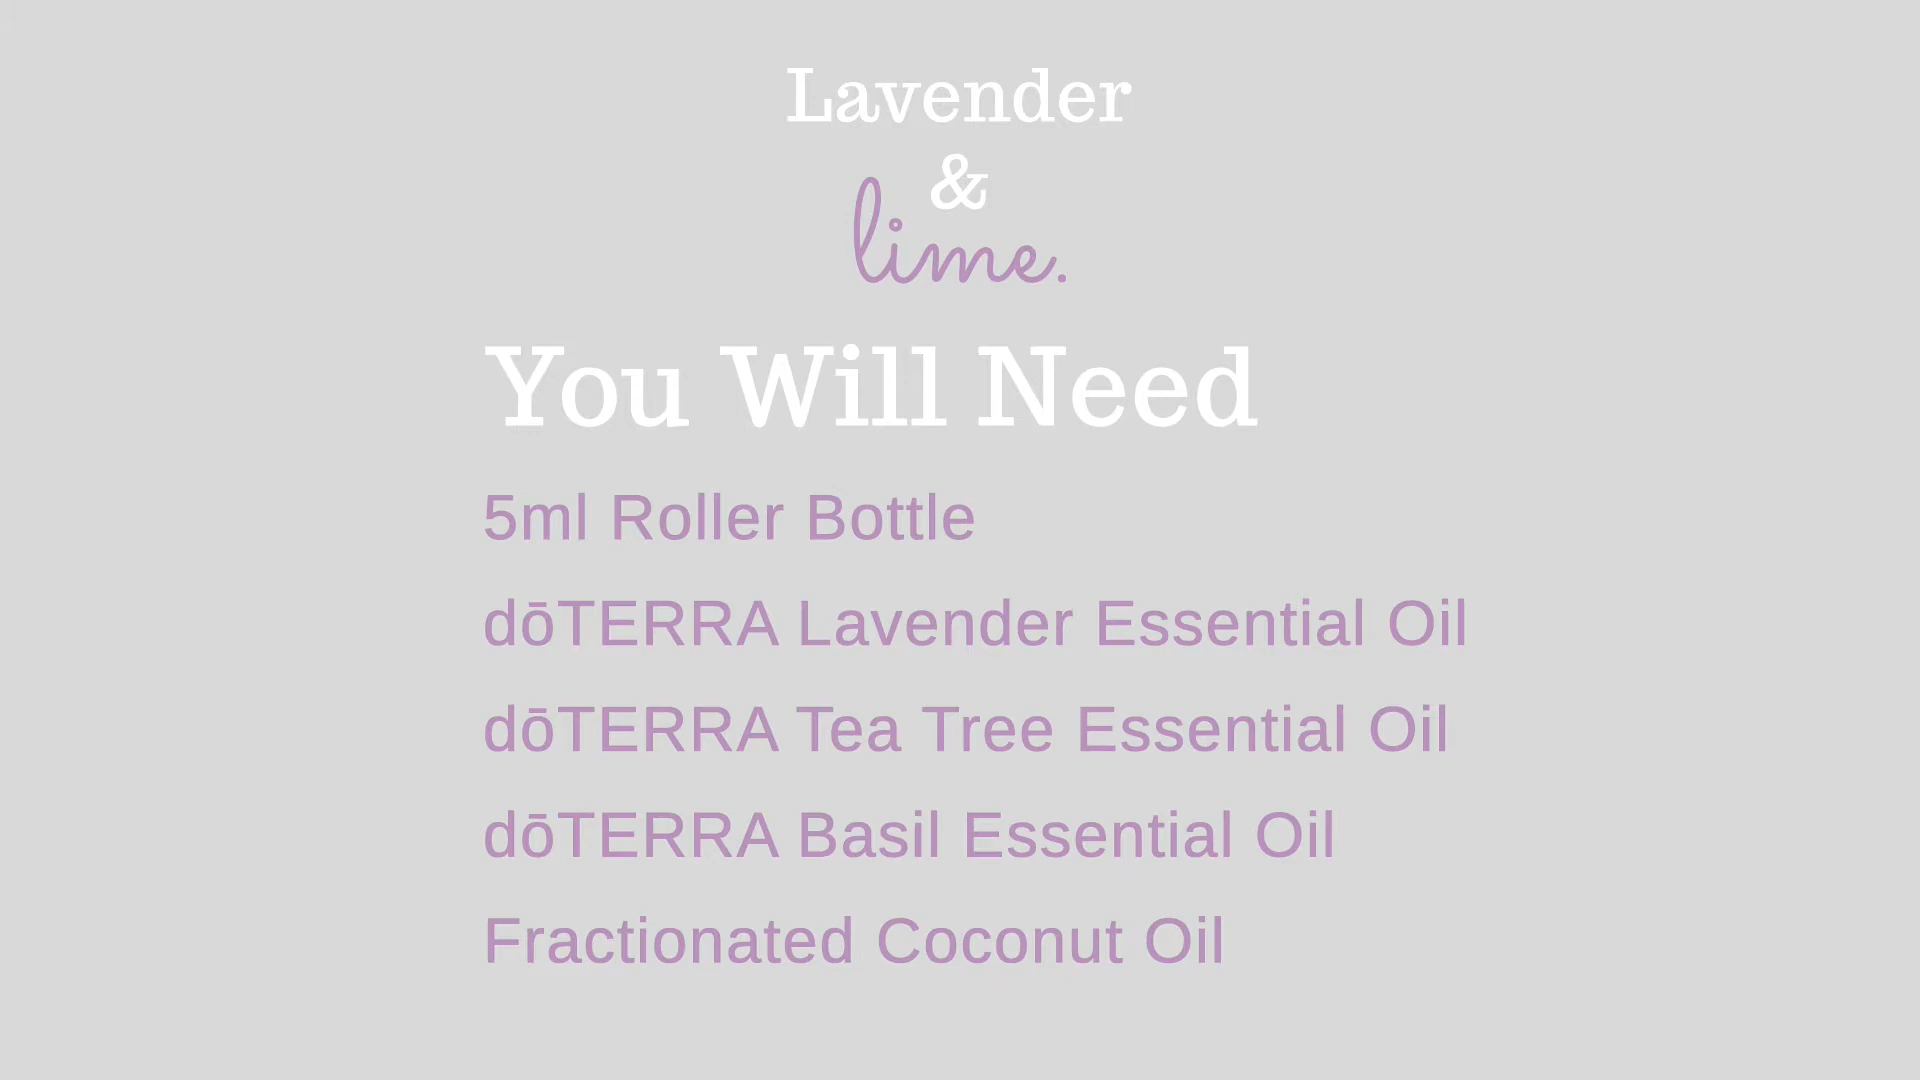 Lavender
&
lime.
You Will Need
5ml Roller Bottle
dōTERRA Lavender Essential Oil
dōTERRA Tea Tree Essential Oil
dōTERRA Basil Essential Oil
Fractionated Coconut Oil